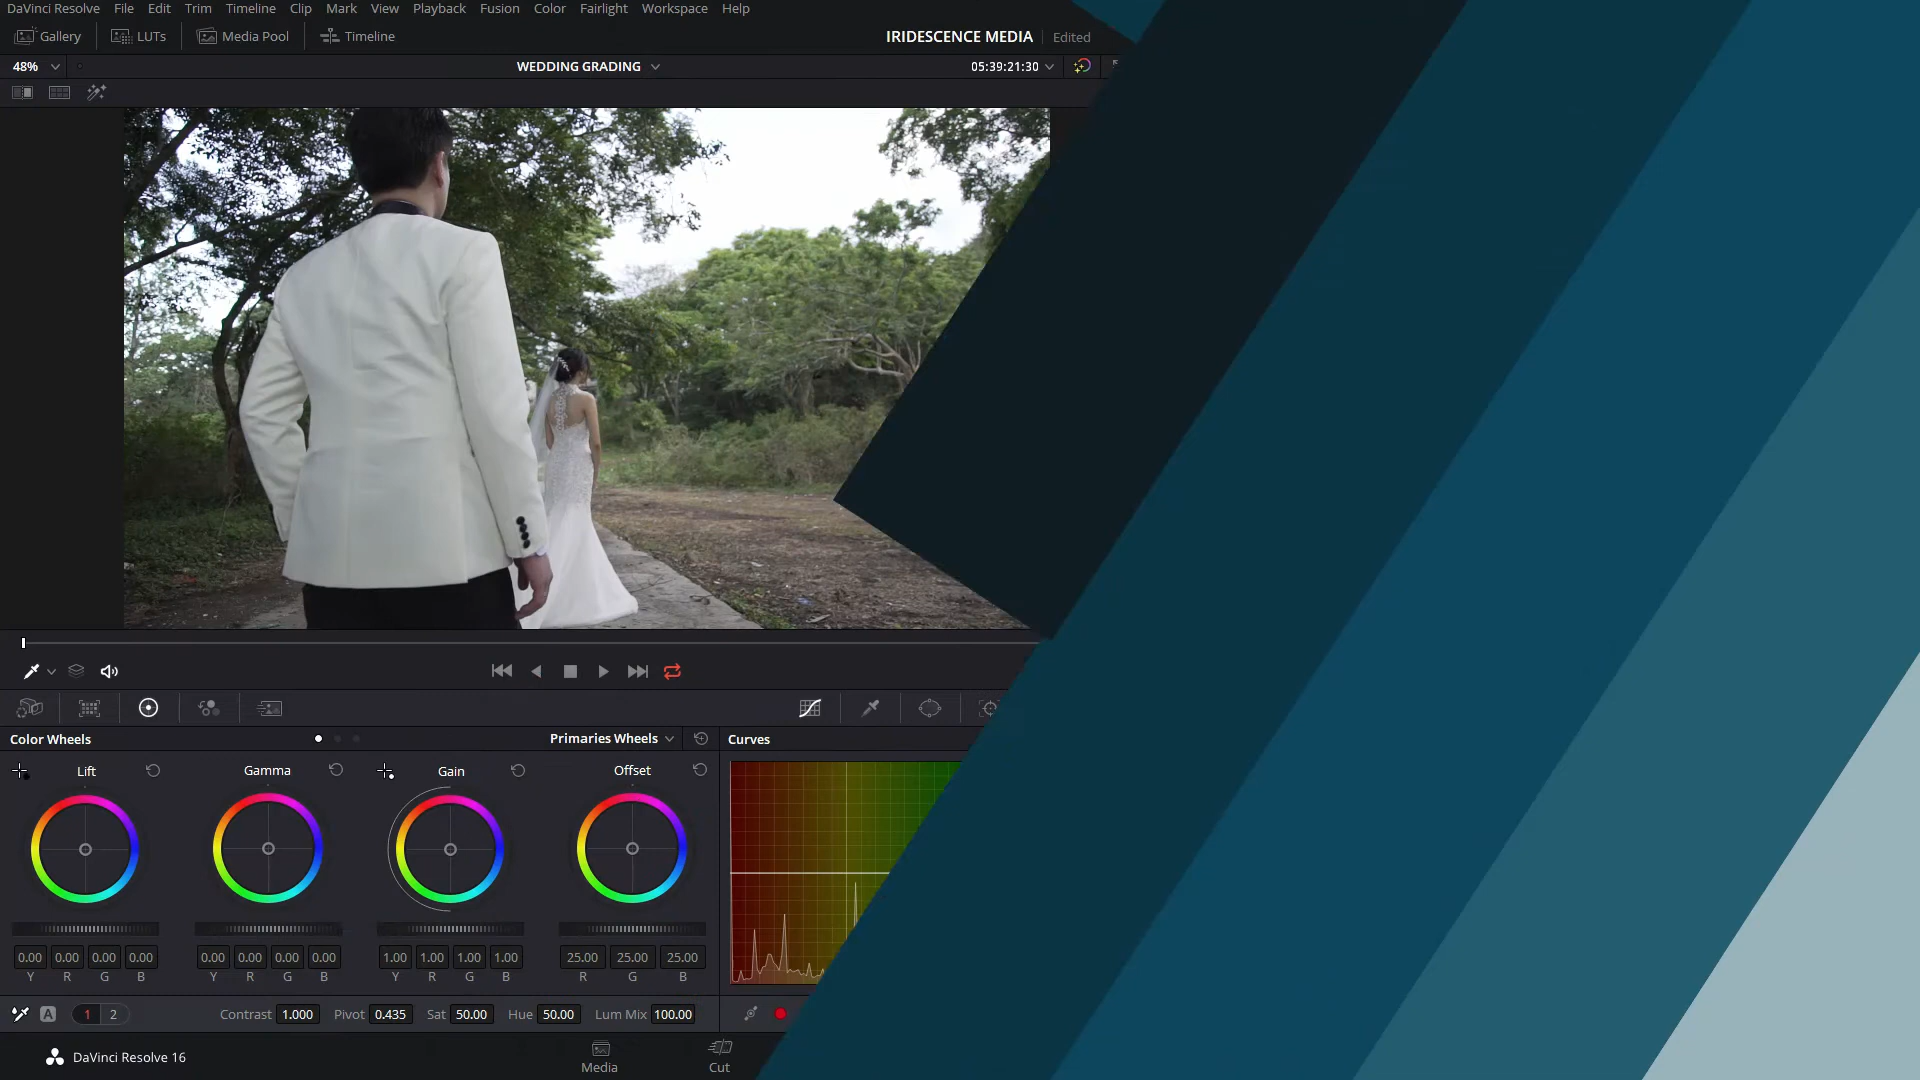 DaVinci Resolve File Edit Trim Timeline Clip Mark View Playback Fusion Color Fairlight Workspace Help
Gallery LUTs Media Pool Timeline IRIDESCENCE MEDIA Edited
48% WEDDING GRADING 05:39:21:30
Color Wheels Primaries Wheels Curves
Lift Gamma Gain Offset
0.00 0.00 0.00 0.00 0.00 0.00 0.00 0.00 1.00 1.00 1.00 1.00 25.00 25.00 25.00
Y R G B Y R G B Y R G B R G B
A 1 2 Contrast 1.000 Pivot 0.435 Sat 50.00 Hue 50.00 Lum Mix 100.00
DaVinci Resolve 16 Media Cut